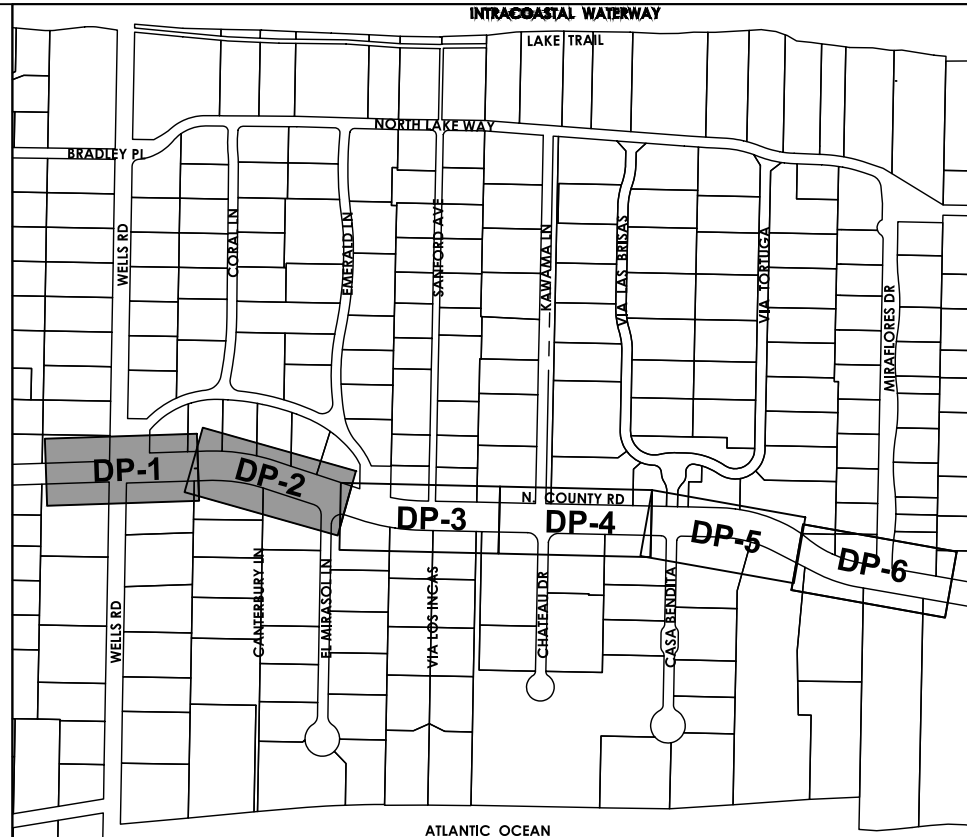 INTRACOASTAL WATERWAY
LAKE TRAIL
NORTH LAKE WAY
BRADLEY PL
WELLS RD
CORAL LN
EMERALD LN
SANFORD AVE
KAWAMA LN
VIA LAS BRISAS
VIA TORTUGA
MIRAFLORES DR
DP-1
DP-2
N. COUNTY RD
DP-3
DP-4
DP-5
DP-6
WELLS RD
CANTERBURY LN
EL MIRASOL LN
VIA LOS INCAS
CHATEAU DR
CASA BENDITA
ATLANTIC OCEAN